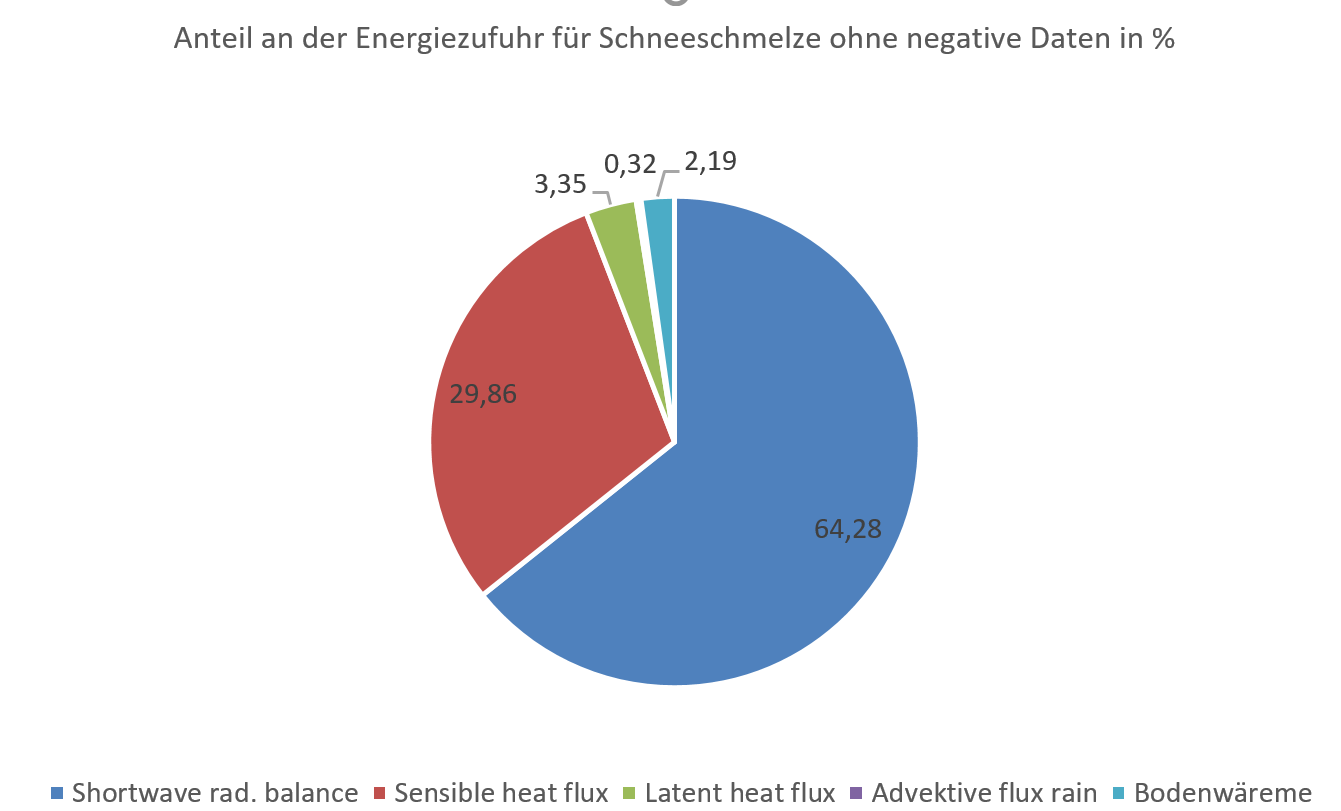 Anteil an der Energiezufuhr für Schneeschmelze ohne negative Daten in %
3,35
0,32
2,19
29,86
64,28
Shortwave rad. balance Sensible heat flux Latent heat flux Advektive flux rain Bodenwäreme